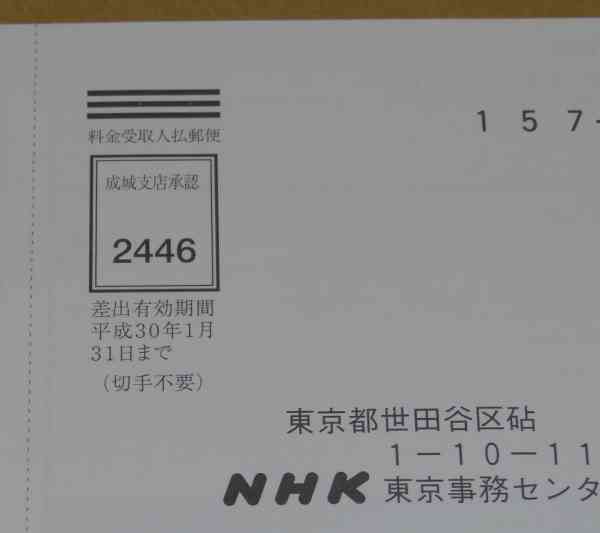 料金受取人払郵便
成城支店承認
2446
差出有効期間
平成30年1月
31日まで
（切手不要）
157-
東京都世田谷区砧
1－10－11
NHK 東京事務センタ